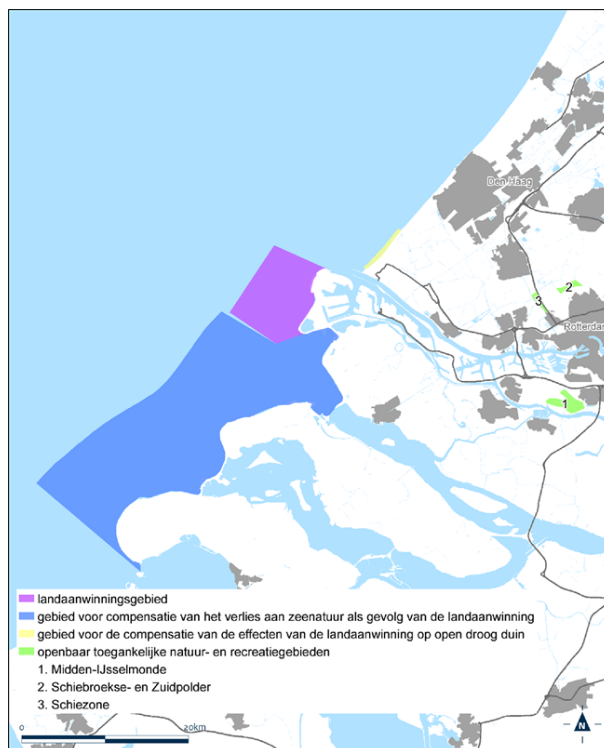 Den Haag
2
3
Rotterdam
1
landaanwinningsgebied
gebied voor compensatie van het verlies aan zeenatuur als gevolg van de landaanwinning
gebied voor de compensatie van de effecten van de landaanwinning op open droog duin
openbaar toegankelijke natuur- en recreatiegebieden
1. Midden-IJsselmonde
2. Schiebroekse- en Zuidpolder
3. Schiezone
0 20km
N